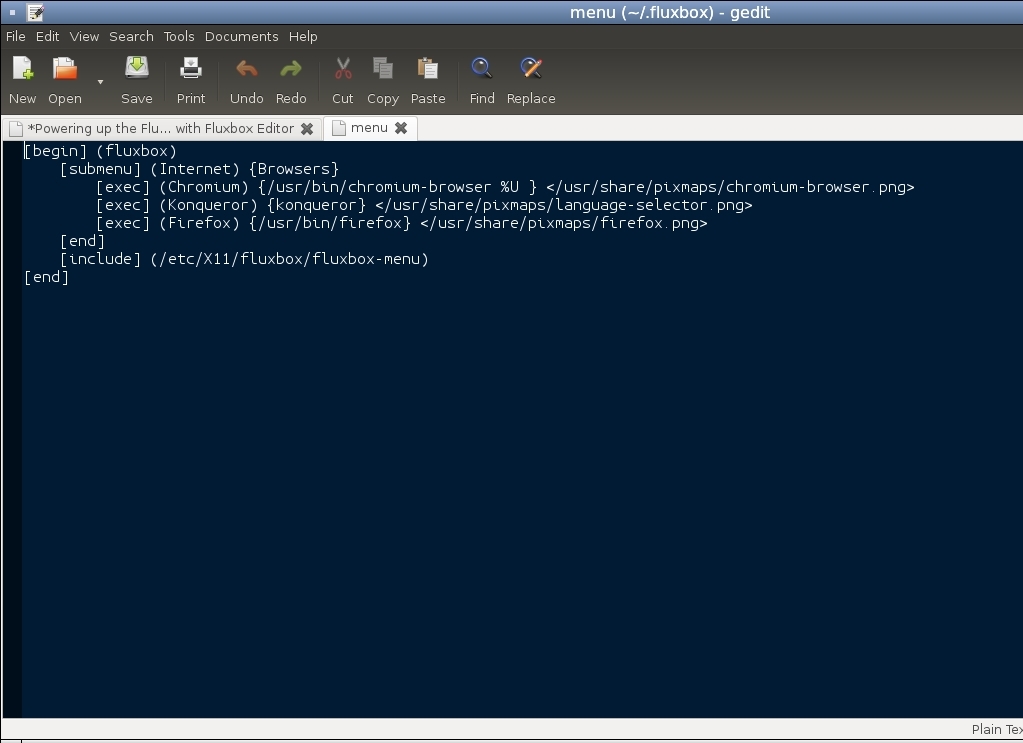 menu (~/.fluxbox) - gedit
File Edit View Search Tools Documents Help
New Open Save Print Undo Redo Cut Copy Paste Find Replace
*Powering up the Flu... with Fluxbox Editor menu
[begin] (fluxbox)
    [submenu] (Internet) {Browsers}
        [exec] (Chromium) {/usr/bin/chromium-browser %U } </usr/share/pixmaps/chromium-browser.png>
        [exec] (Konqueror) {konqueror} </usr/share/pixmaps/language-selector.png>
        [exec] (Firefox) {/usr/bin/firefox} </usr/share/pixmaps/firefox.png>
    [end]
    [include] (/etc/X11/fluxbox/fluxbox-menu)
[end]
Plain Tex